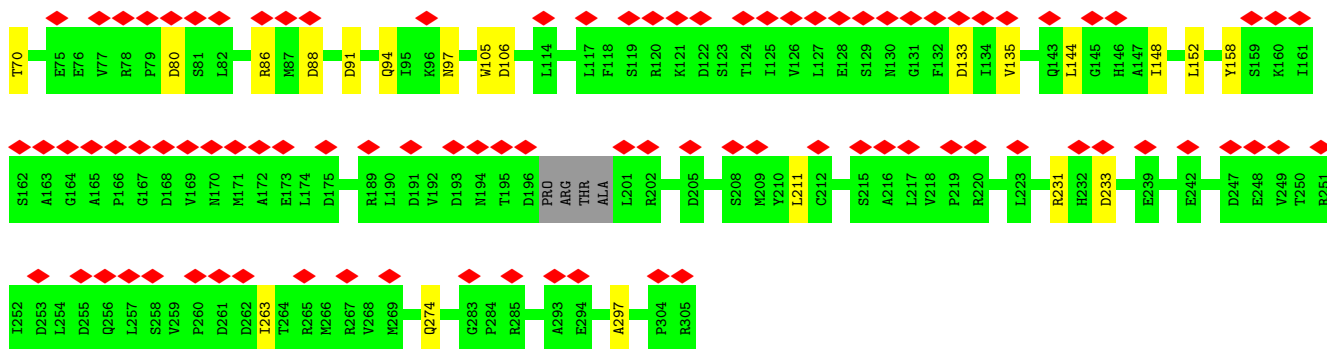 T70 E75 E76 V77 R78 P79 D80 S81 L82 R86 M87 D88 D91 Q94 I95 K96 N97 W105 D106 L114 L117 F118 S119 R120 K121 D122 S123 T124 I125 V126 L127 E128 S129 N130 G131 F132 D133 I134 V135 Q143 L144 G145 H146 A147 I148 L152 Y158 S159 K160 I161
S162 A163 G164 A165 P166 G167 D168 V169 N170 M171 A172 E173 L174 D175 R189 L190 D191 V192 D193 N194 T195 D196 PRO ARG THR ALA L201 R202 D205 S208 M209 Y210 L211 C212 S215 A216 L217 V218 P219 R220 L223 R231 H232 D233 E239 E242 D247 E248 V249 T250 R251
I252 D253 L254 D255 Q256 L257 S258 V259 P260 D261 D262 I263 T264 R265 M266 R267 V268 M269 Q274 G283 P284 R285 A293 E294 A297 P304 R305